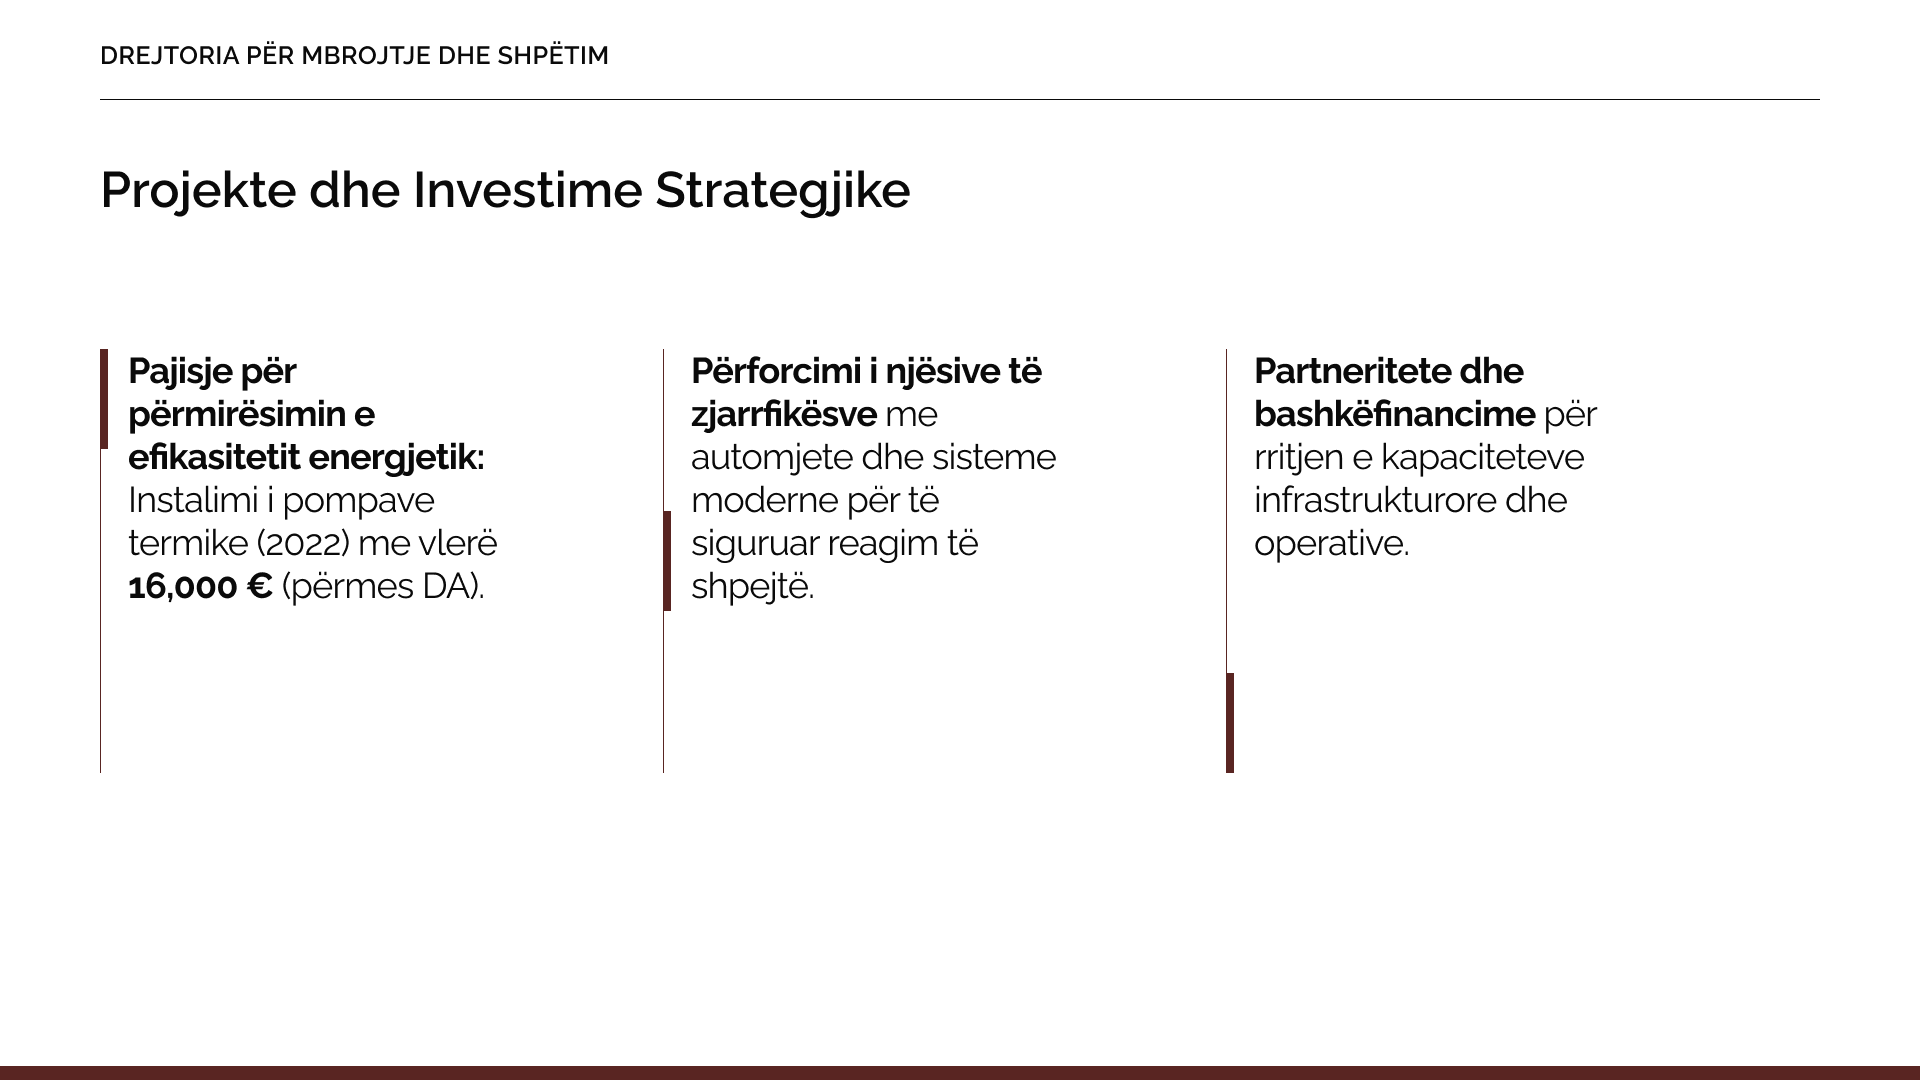 DREJTORIA PËR MBROJTJE DHE SHPËTIM
Projekte dhe Investime Strategjike
Pajisje për
përmirësimin e
efikasitetit energjetik:
Instalimi i pompave
termike (2022) me vlerë
16,000 € (përmes DA).
Përforcimi i njësive të
zjarrfikësve me
automjete dhe sisteme
moderne për të
siguruar reagim të
shpejtë.
Partneritete dhe
bashkëfinancime për
rritjen e kapaciteteve
infrastrukturore dhe
operative.